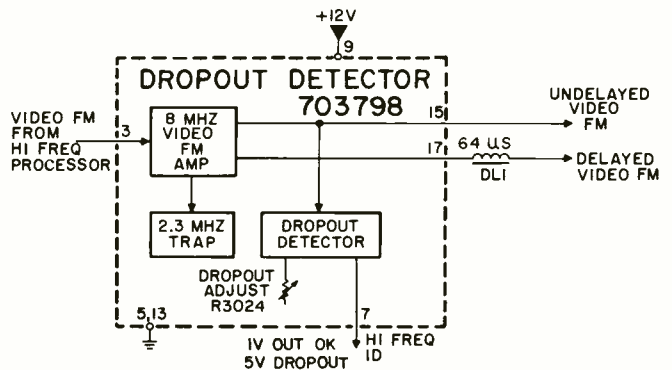 +12V
9
DROPOUT DETECTOR
703798
VIDEO FM
FROM
HI FREQ
PROCESSOR
3
8 MHZ
VIDEO
FM
AMP
15
UNDELAYED
VIDEO
FM
17
64 US
DL1
DELAYED
VIDEO FM
2.3 MHZ
TRAP
DROPOUT
DETECTOR
DROPOUT
ADJUST
R3024
5,13
7
1V OUT OK
5V DROPOUT
HI FREQ
ID